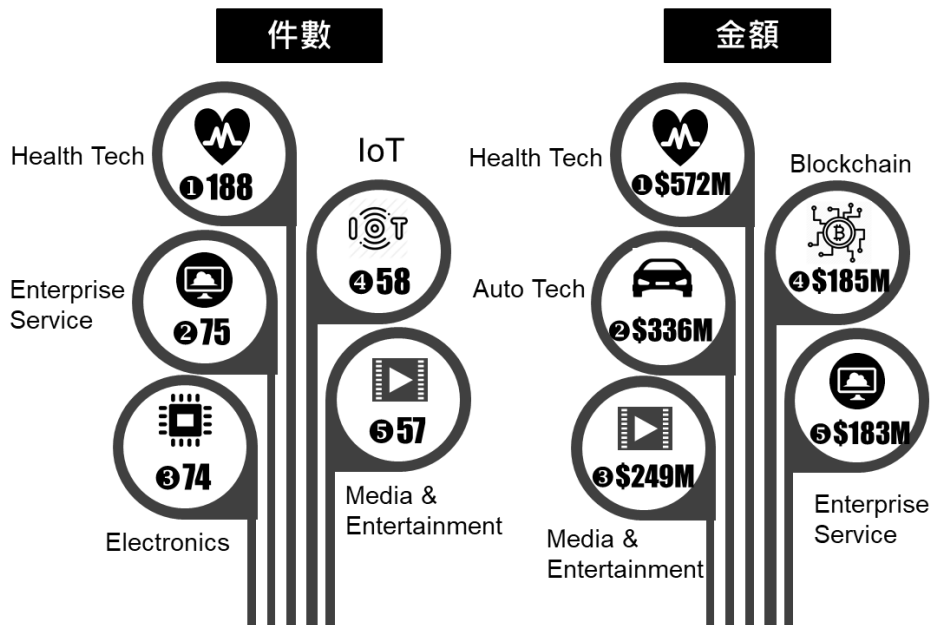 件數
Health Tech
❶188
IoT
IOT
❹58
Enterprise
Service
❷75
❺57
Media &
Entertainment
❸74
Electronics
金額
Health Tech
❶$572M
Blockchain
❹$185M
Auto Tech
❷$336M
❺$183M
Enterprise
Service
❸$249M
Media &
Entertainment